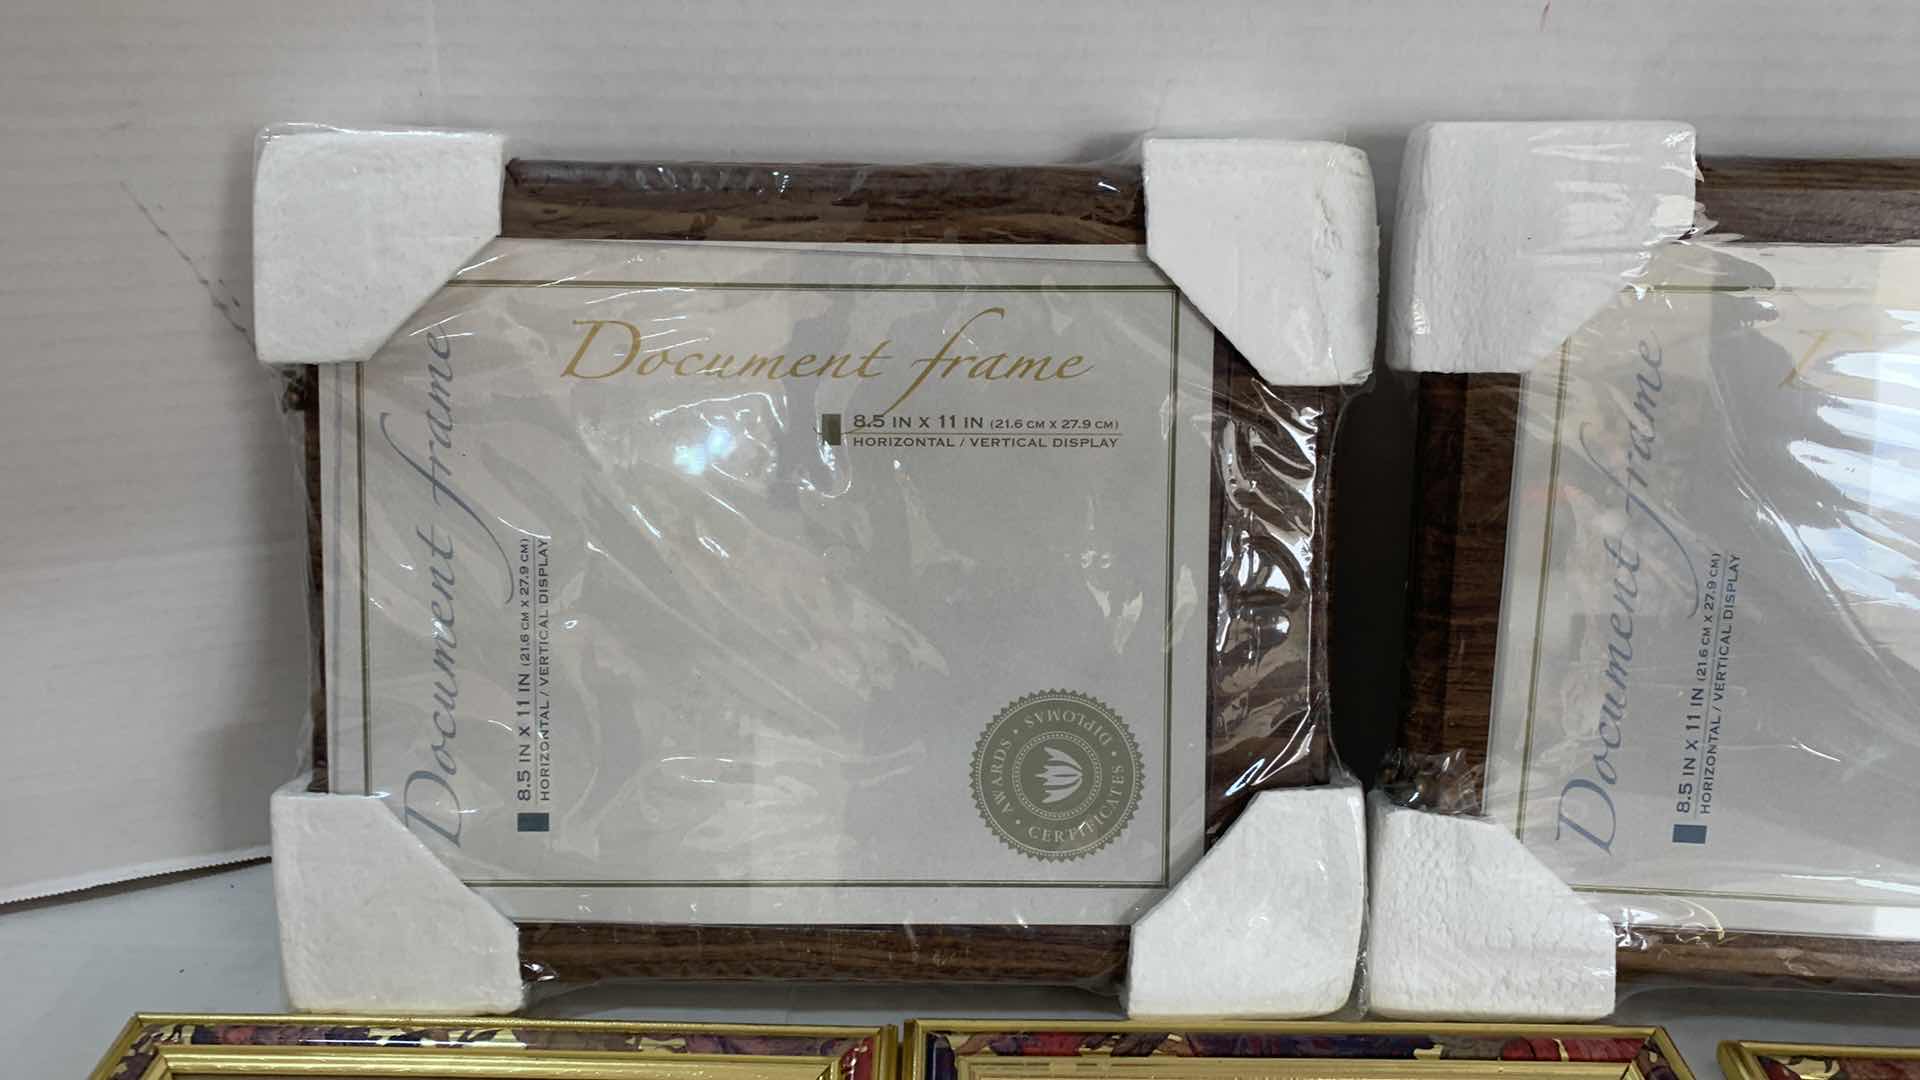 Document frame
8.5 IN X 11 IN (21.6 CM X 27.9 CM)
HORIZONTAL / VERTICAL DISPLAY
Document frame
8.5 IN X 11 IN (21.6 CM X 27.9 CM)
HORIZONTAL / VERTICAL DISPLAY
AWARDS • DIPLOMAS • CERTIFICATES •
Document frame
8.5 IN X 11 IN (21.6 CM X 27.9 CM)
HORIZONTAL / VERTICAL DISPLAY